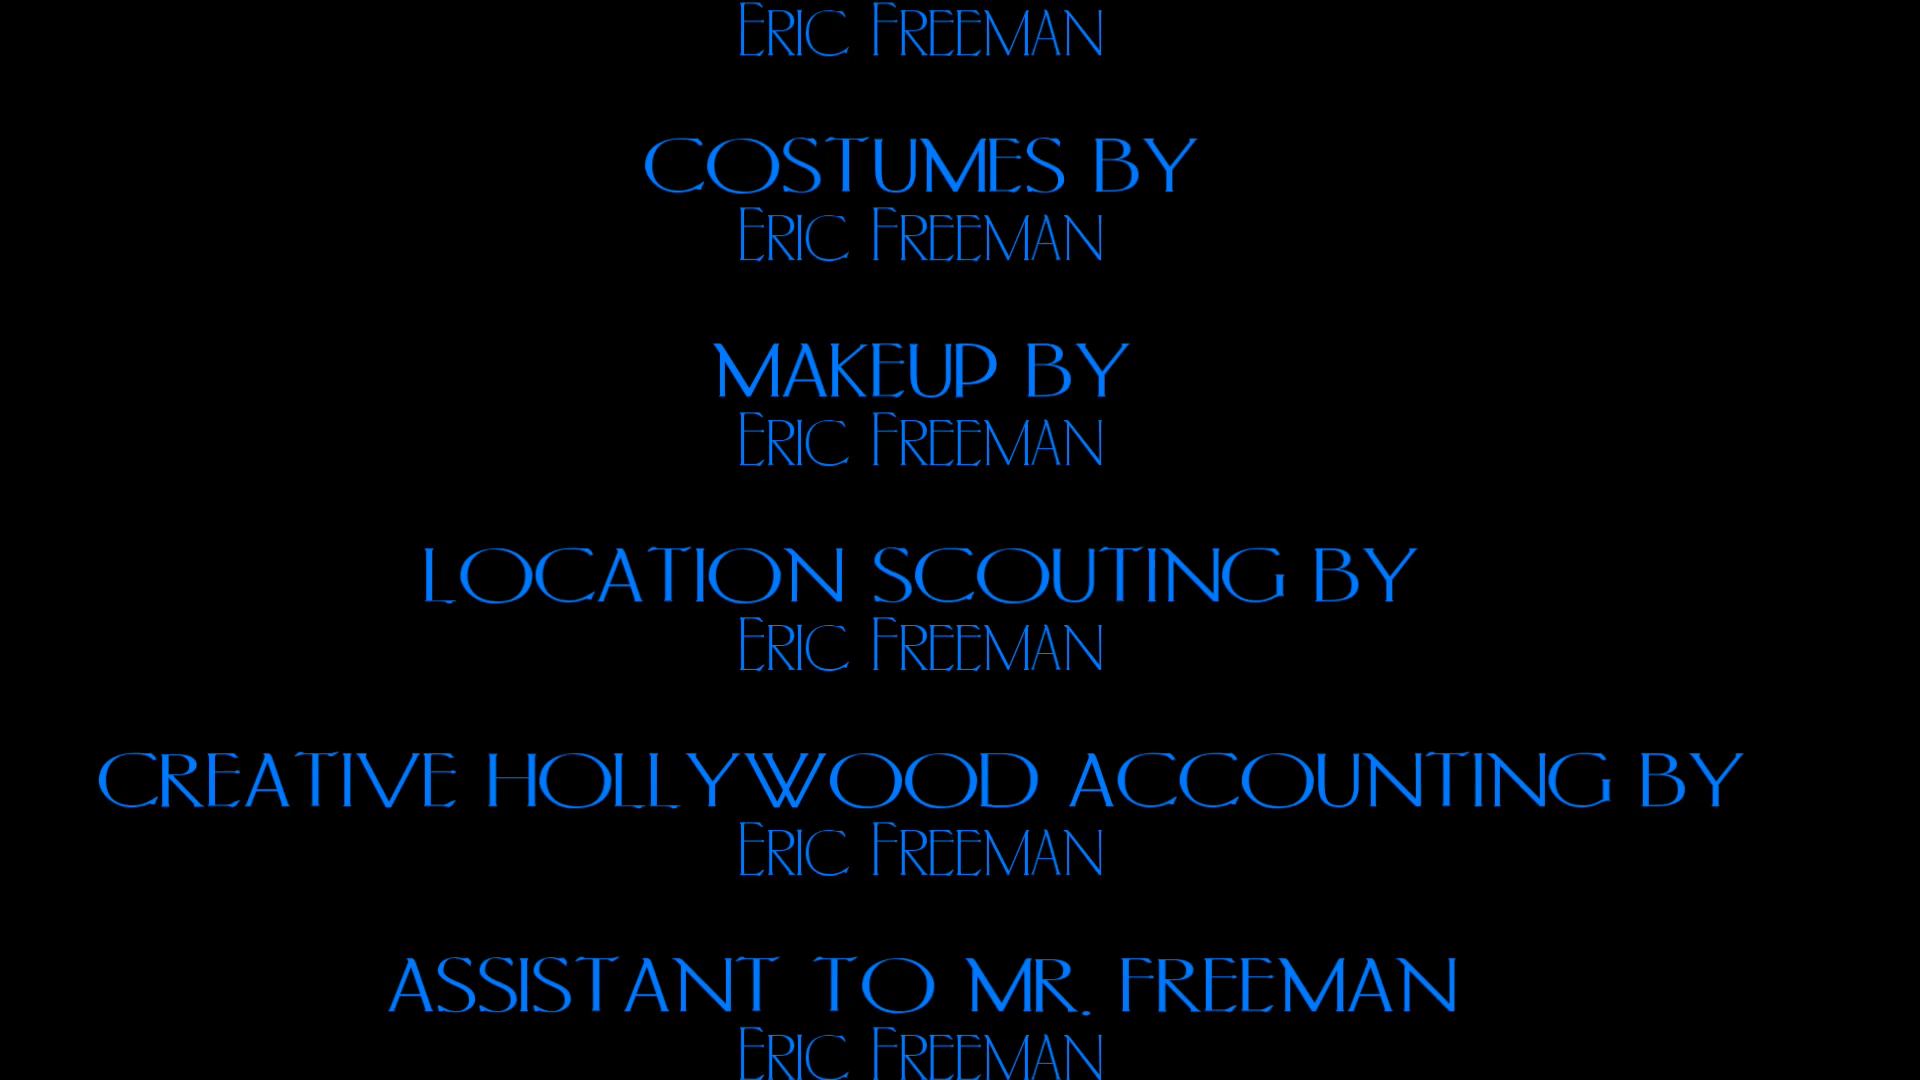 Eric Freeman
COSTUMES BY
Eric Freeman
MAKEUP BY
Eric Freeman
LOCATION SCOUTING BY
Eric Freeman
CREATIVE HOLLYWOOD ACCOUNTING BY
Eric Freeman
ASSISTANT TO MR. FREEMAN
Eric Freeman